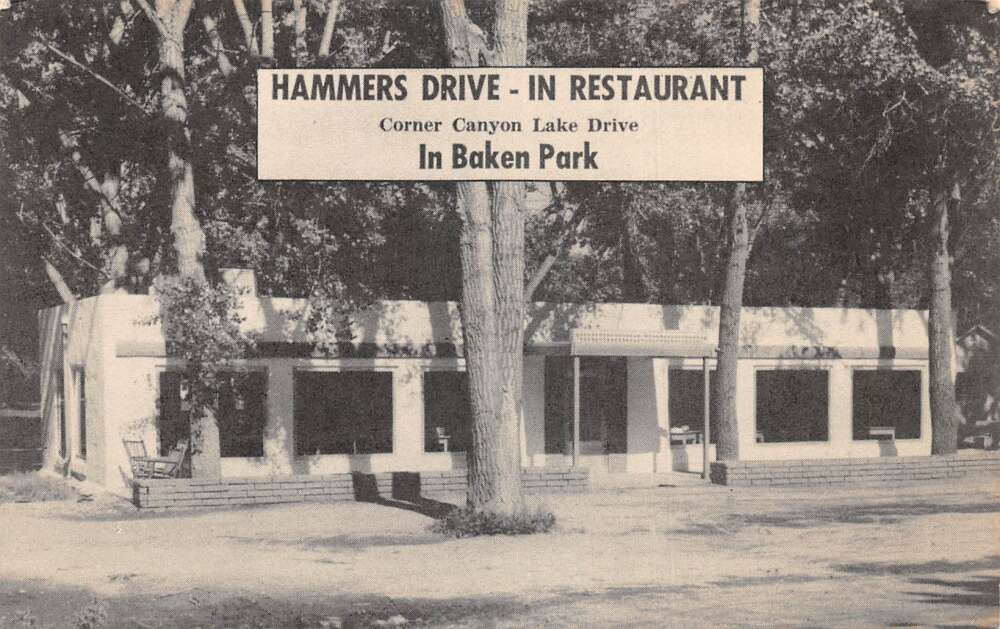 HAMMERS DRIVE - IN RESTAURANT
Corner Canyon Lake Drive
In Baken Park